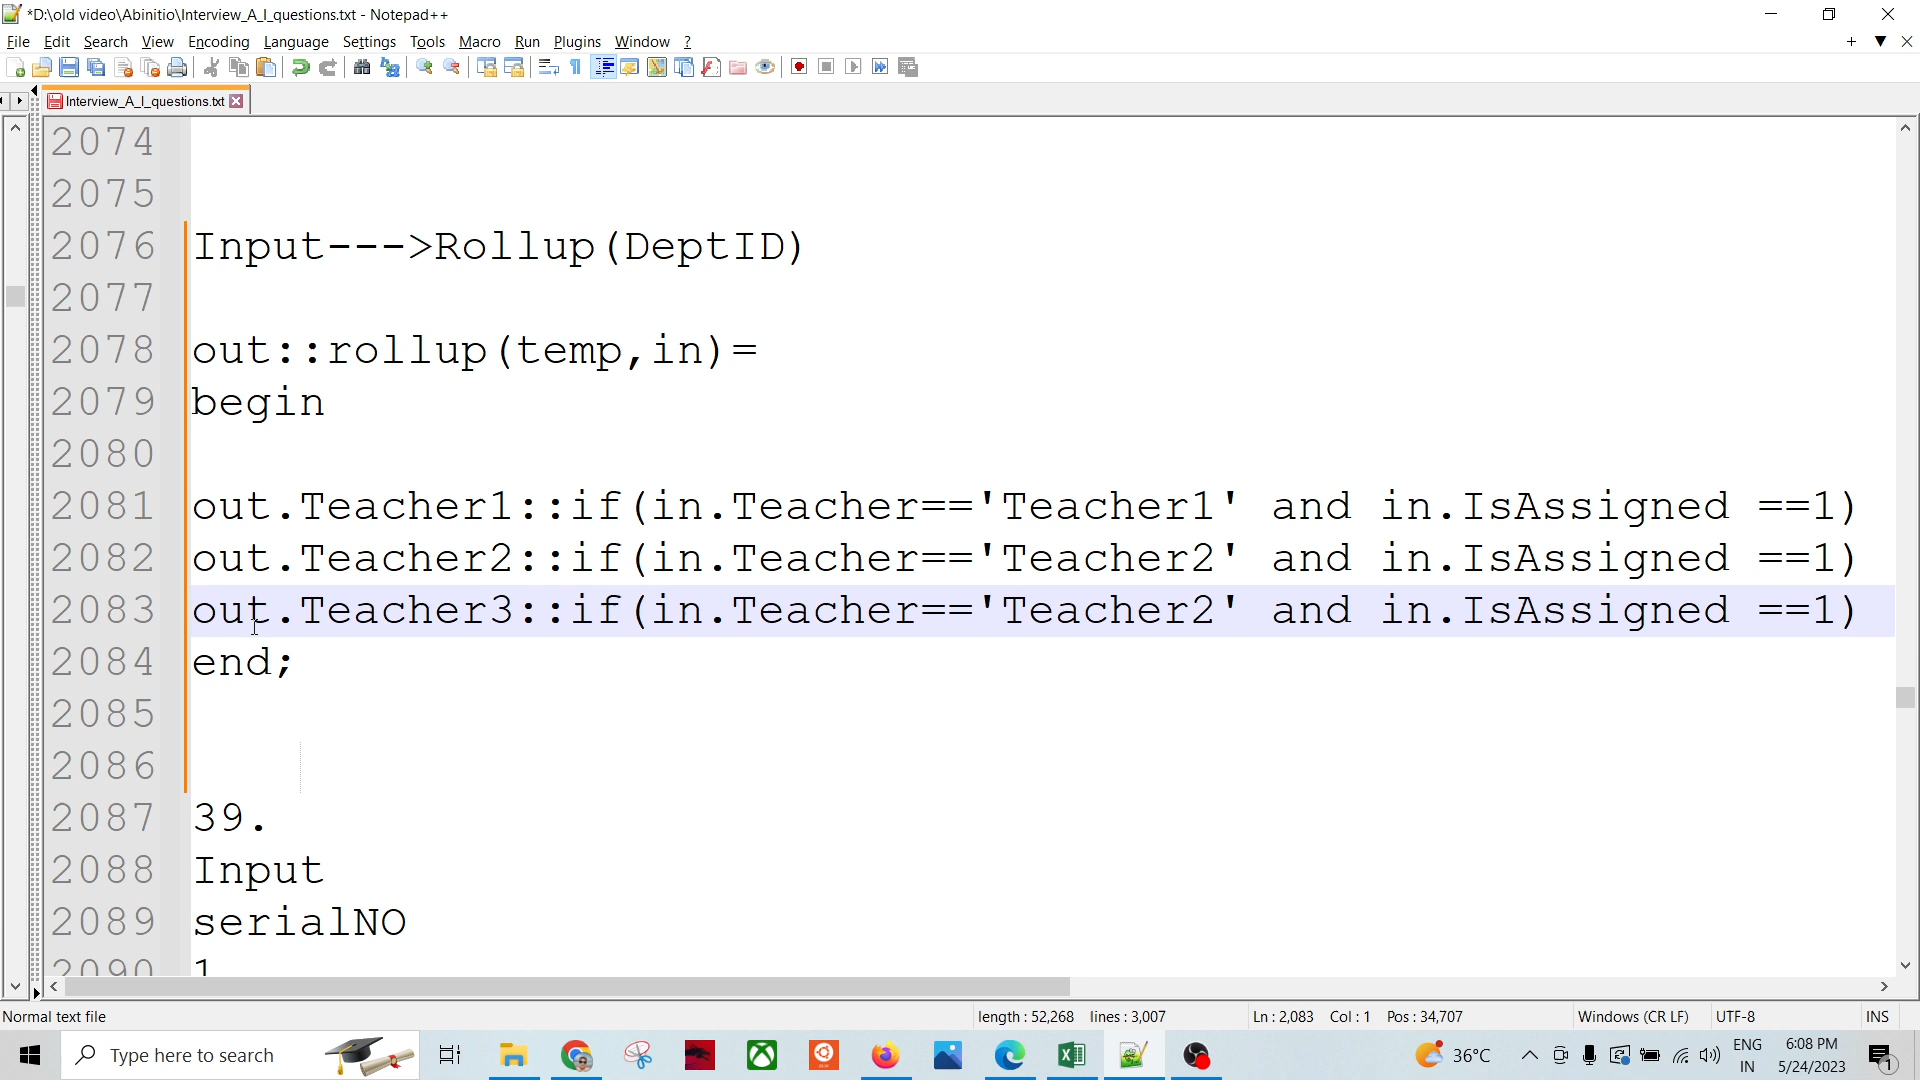 *D:\old video\Abinitio\Interview_A_I_questions.txt - Notepad++
File Edit Search View Encoding Language Settings Tools Macro Run Plugins Window ?
Interview_A_I_questions.txt
2074
2075
2076 Input--->Rollup(DeptID)
2077
2078 out::rollup(temp,in)=
2079 begin
2080
2081 out.Teacher1::if(in.Teacher=='Teacher1' and in.IsAssigned ==1)
2082 out.Teacher2::if(in.Teacher=='Teacher2' and in.IsAssigned ==1)
2083 out.Teacher3::if(in.Teacher=='Teacher2' and in.IsAssigned ==1)
2084 end;
2085
2086
2087 39.
2088 Input
2089 serialNO
2090 1
Normal text file length : 52,268 lines : 3,007 Ln : 2,083 Col : 1 Pos : 34,707 Windows (CR LF) UTF-8 INS
Type here to search 36°C ENG IN 6:08 PM 5/24/2023 1